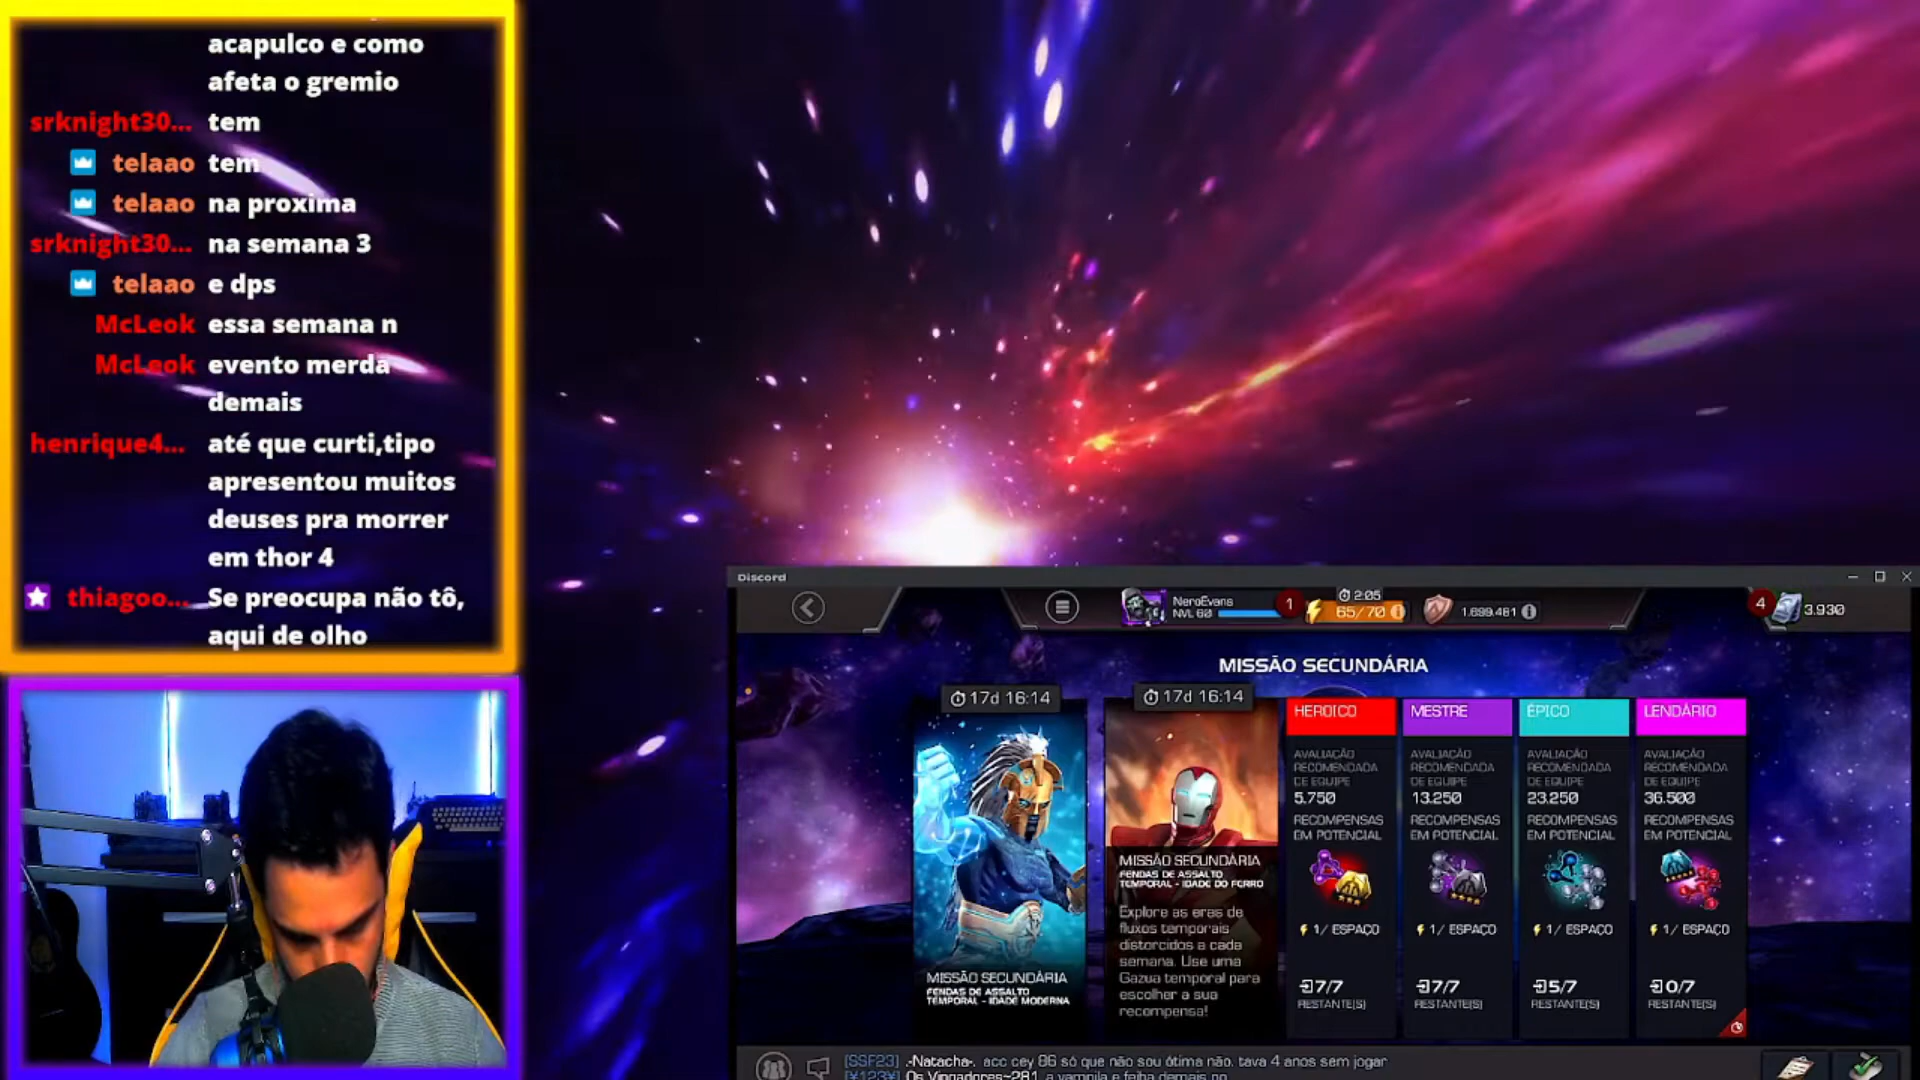 acapulco e como
afeta o gremio
srknight30... tem
telaao tem
telaao na proxima
srknight30... na semana 3
telaao e dps
McLeok essa semana n
McLeok evento merda
demais
henrique4... até que curti,tipo
apresentou muitos
deuses pra morrer
em thor 4
thiagoo... Se preocupa não tô,
aqui de olho
Discord
NeroEvans
NVL 60
1
2:05
65/70
1.699.481
4
3.930
MISSÃO SECUNDÁRIA
17d 16:14
MISSÃO SECUNDÁRIA
FENDAS DE ASSALTO
TEMPORAL - IDADE MODERNA
17d 16:14
MISSÃO SECUNDÁRIA
FENDAS DE ASSALTO
TEMPORAL - IDADE DO FERRO
Explore as eras de
fluxos temporais
distorcidos a cada
semana. Use uma
Gazua temporal para
escolher a sua
recompensa!
HEROICO
AVALIAÇÃO
RECOMENDADA
DE EQUIPE
5.750
RECOMPENSAS
EM POTENCIAL
1/ ESPAÇO
7/7
RESTANTE(S)
MESTRE
AVALIAÇÃO
RECOMENDADA
DE EQUIPE
13.250
RECOMPENSAS
EM POTENCIAL
1/ ESPAÇO
7/7
RESTANTE(S)
ÉPICO
AVALIAÇÃO
RECOMENDADA
DE EQUIPE
23.250
RECOMPENSAS
EM POTENCIAL
1/ ESPAÇO
5/7
RESTANTE(S)
LENDÁRIO
AVALIAÇÃO
RECOMENDADA
DE EQUIPE
36.500
RECOMPENSAS
EM POTENCIAL
1/ ESPAÇO
0/7
RESTANTE(S)
[SSF23] .-Natacha-. acc cey 86 só que não sou ótima não. tava 4 anos sem jogar
[¥123¥] Os Vingadores~281